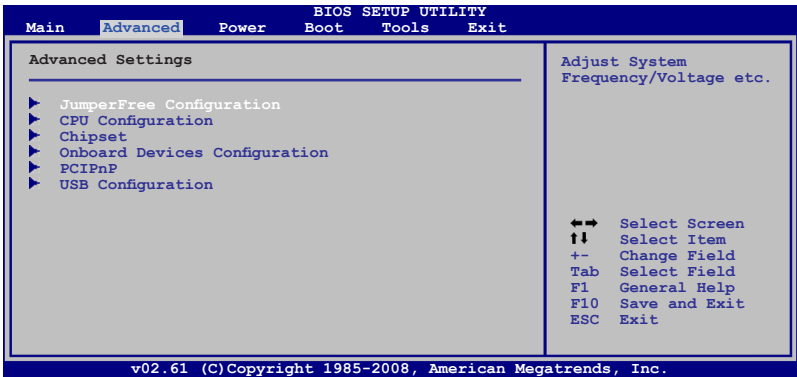 BIOS SETUP UTILITY
Main Advanced Power Boot Tools Exit
Advanced Settings
JumperFree Configuration
CPU Configuration
Chipset
Onboard Devices Configuration
PCIPnP
USB Configuration
Adjust System
Frequency/Voltage etc.
←→ Select Screen
↑↓ Select Item
+- Change Field
Tab Select Field
F1 General Help
F10 Save and Exit
ESC Exit
v02.61 (C)Copyright 1985-2008, American Megatrends, Inc.